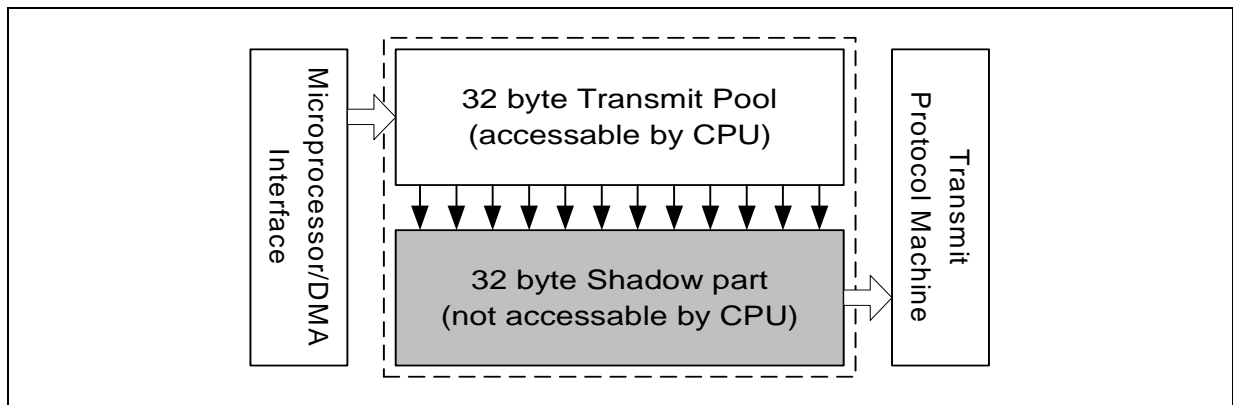 Microprocessor/DMA
Interface
32 byte Transmit Pool
(accessable by CPU)
32 byte Shadow part
(not accessable by CPU)
Transmit
Protocol Machine